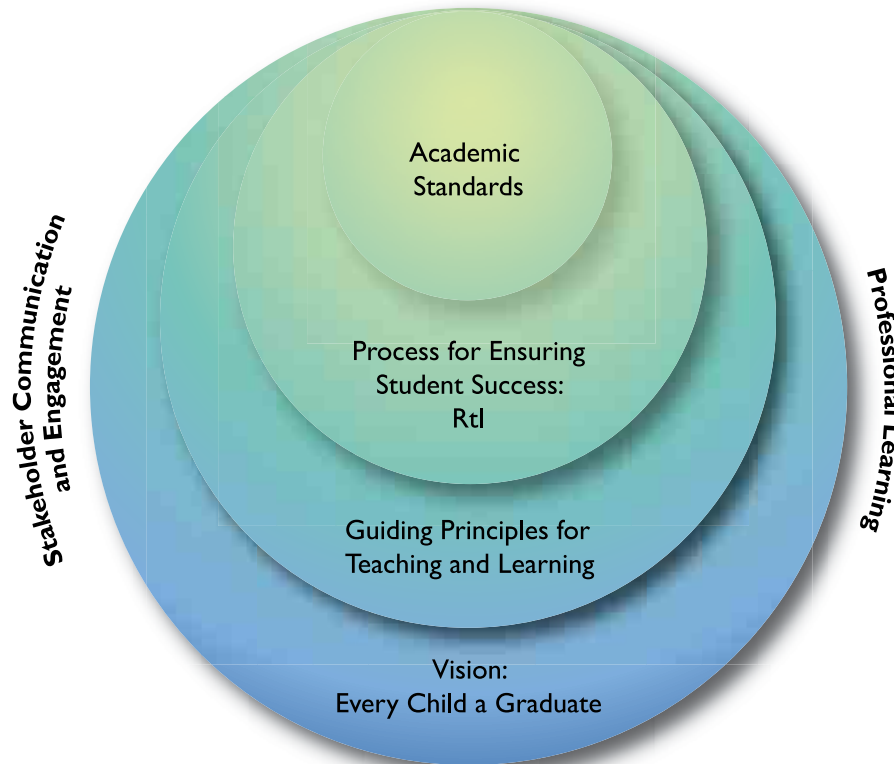 Academic
Standards
Process for Ensuring
Student Success:
RtI
Guiding Principles for
Teaching and Learning
Vision:
Every Child a Graduate
Stakeholder Communication
and Engagement
Professional Learning